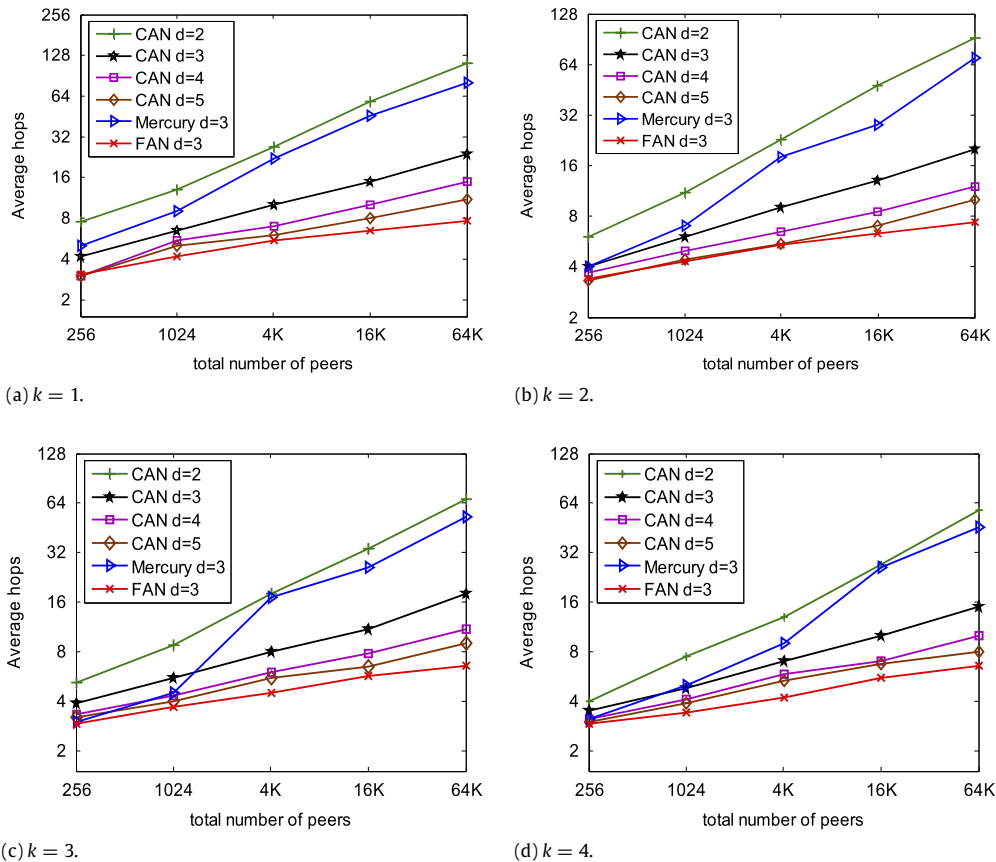 256
128
64
32
16
8
4
2
Average hops
CAN d=2
CAN d=3
CAN d=4
CAN d=5
Mercury d=3
FAN d=3
256 1024 4K 16K 64K
total number of peers
(a) k = 1.
128
64
32
16
8
4
2
Average hops
CAN d=2
CAN d=3
CAN d=4
CAN d=5
Mercury d=3
FAN d=3
256 1024 4K 16K 64K
total number of peers
(b) k = 2.
128
64
32
16
8
4
2
Average hops
CAN d=2
CAN d=3
CAN d=4
CAN d=5
Mercury d=3
FAN d=3
256 1024 4K 16K 64K
total number of peers
(c) k = 3.
128
64
32
16
8
4
2
Average hops
CAN d=2
CAN d=3
CAN d=4
CAN d=5
Mercury d=3
FAN d=3
256 1024 4K 16K 64K
total number of peers
(d) k = 4.